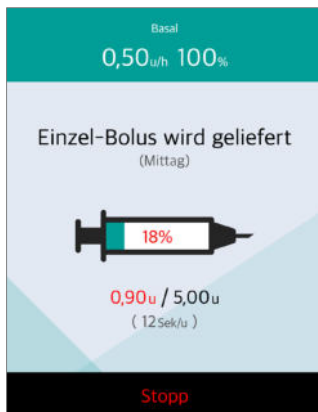 Basal
0,50u/h 100%
Einzel-Bolus wird geliefert
(Mittag)
18%
0,90u / 5,00u
( 12Sek/u )
Stopp